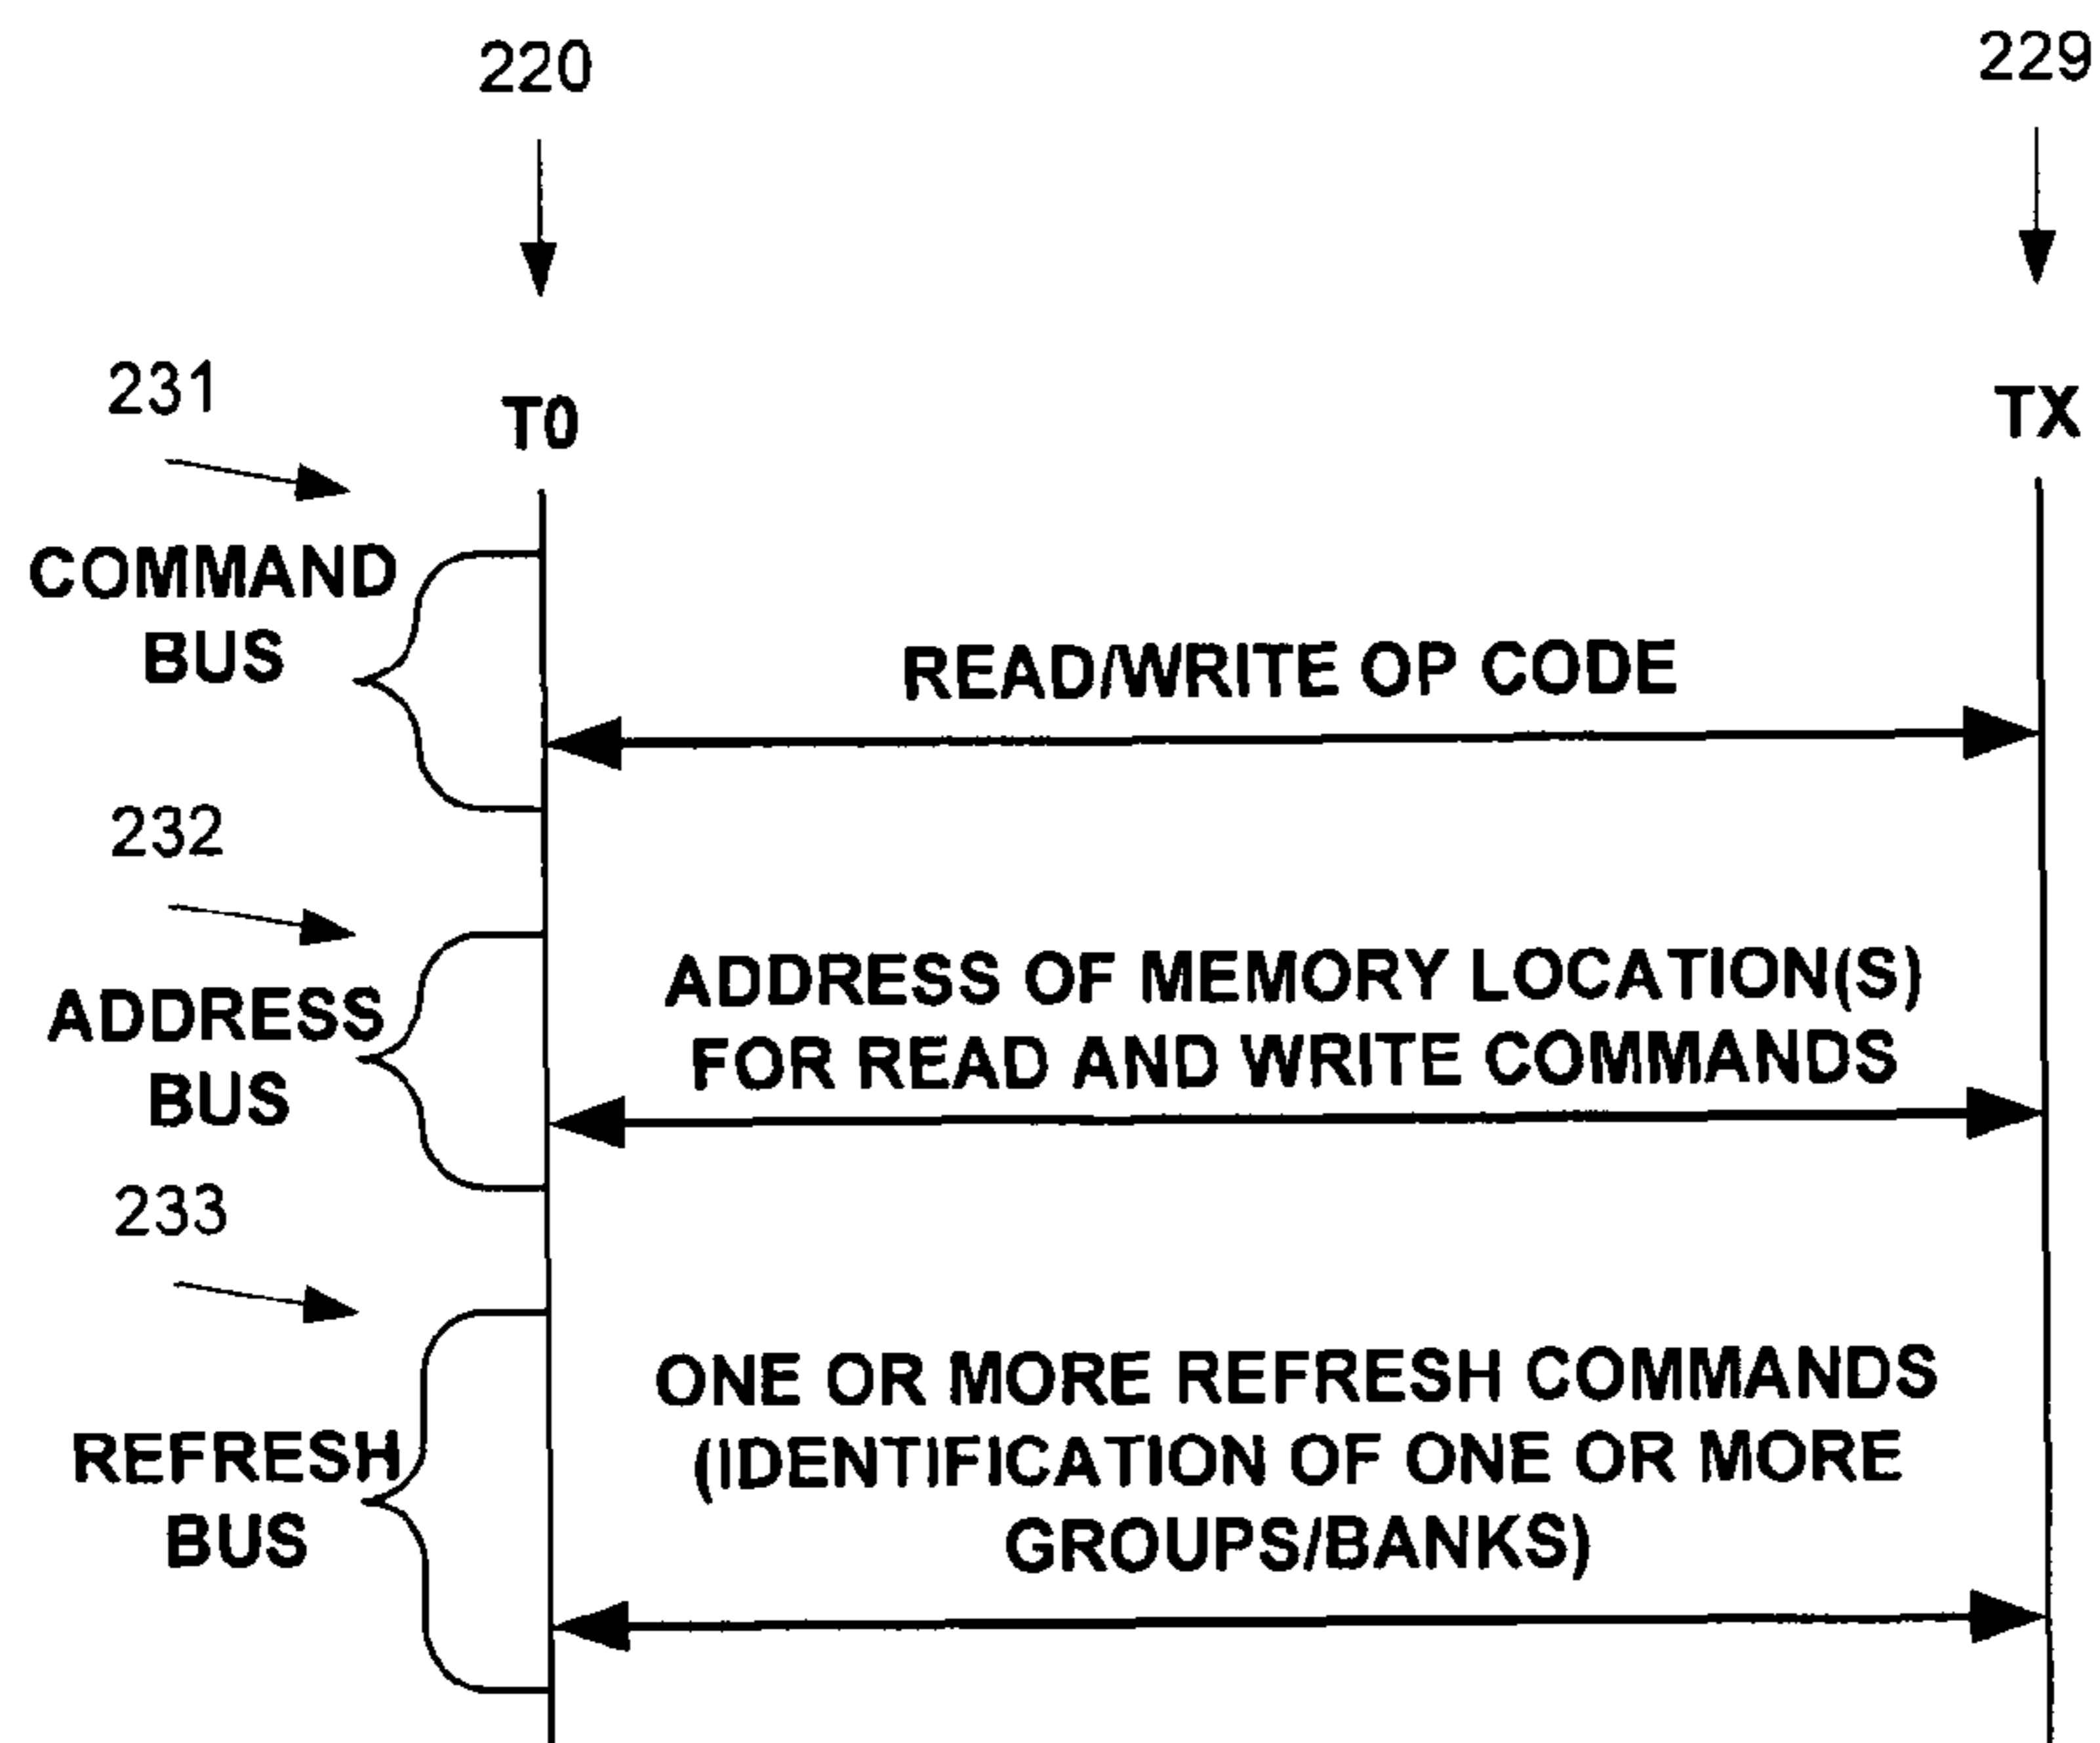 220
229
231
T0
TX
COMMAND
BUS
READ/WRITE OP CODE
232
ADDRESS
BUS
ADDRESS OF MEMORY LOCATION(S)
FOR READ AND WRITE COMMANDS
233
REFRESH
BUS
ONE OR MORE REFRESH COMMANDS
(IDENTIFICATION OF ONE OR MORE
GROUPS/BANKS)